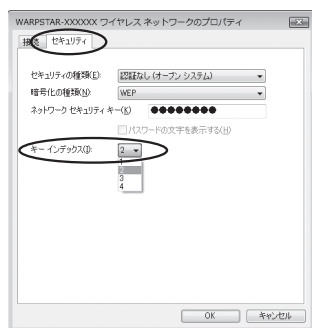 WARPSTAR-XXXXXX ワイヤレス ネットワークのプロパティ
接続 セキュリティ
セキュリティの種類(E): 認証なし (オープン システム)
暗号化の種類(N): WEP
ネットワーク セキュリティ キー(K) ●●●●●●●●
パスワードの文字を表示する(H)
キー インデックス(I): 2
1
2
3
4
OK キャンセル